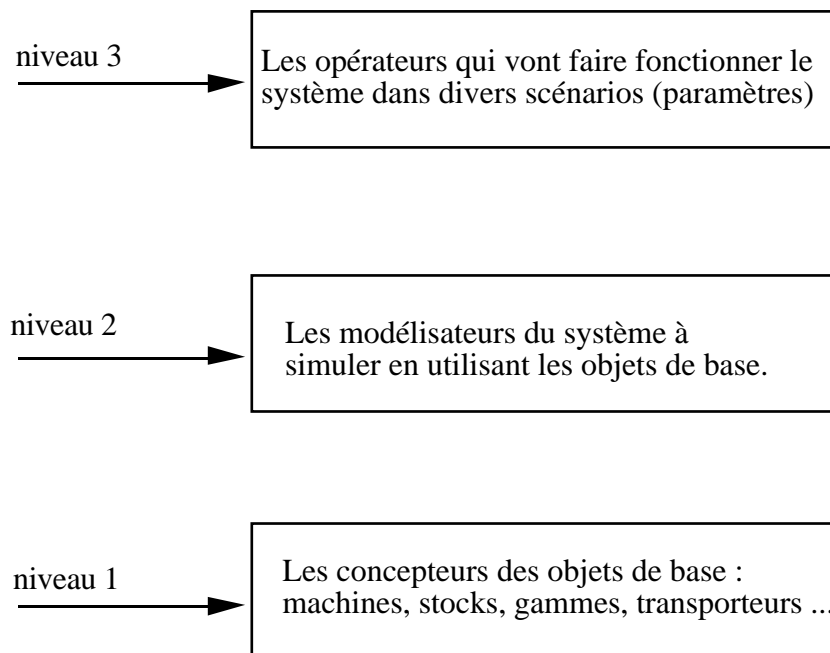 niveau 3
Les opérateurs qui vont faire fonctionner le
système dans divers scénarios (paramètres)
niveau 2
Les modélisateurs du système à
simuler en utilisant les objets de base.
niveau 1
Les concepteurs des objets de base :
machines, stocks, gammes, transporteurs ...